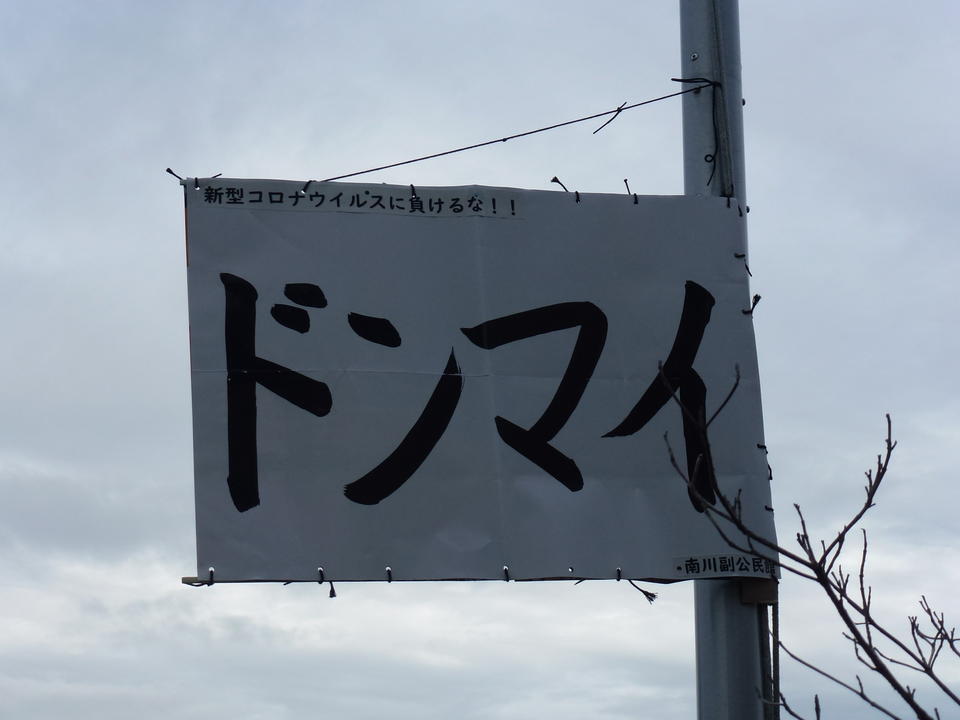 新型コロナウイルスに負けるな！！
ドンマイ
南川副公民館